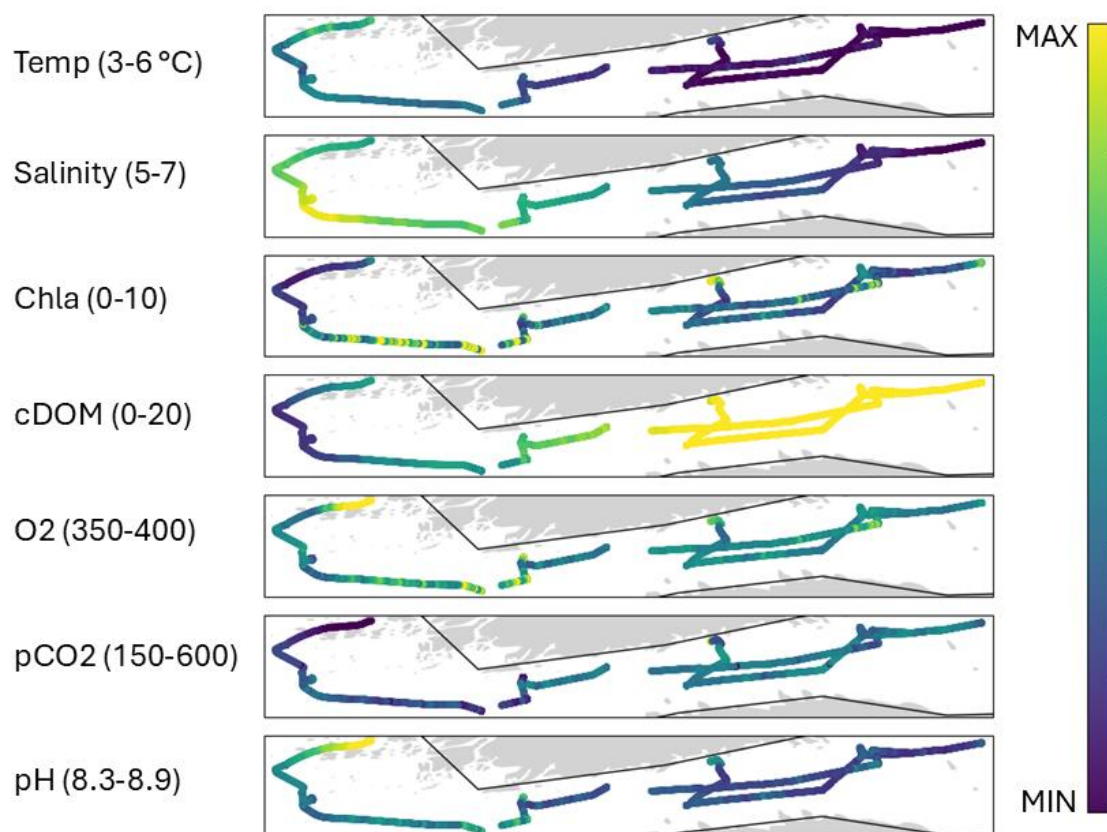 MAX
Temp (3-6 °C)
Salinity (5-7)
Chla (0-10)
cDOM (0-20)
O2 (350-400)
pCO2 (150-600)
pH (8.3-8.9)
MIN